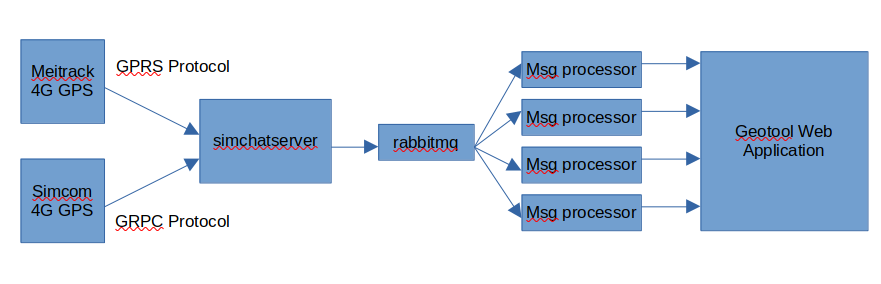 Meitrack
4G GPS
GPRS Protocol
Simcom
4G GPS
GRPC Protocol
simchatserver
rabbitmq
Msg processor
Msg processor
Msg processor
Msg processor
Geotool Web
Application